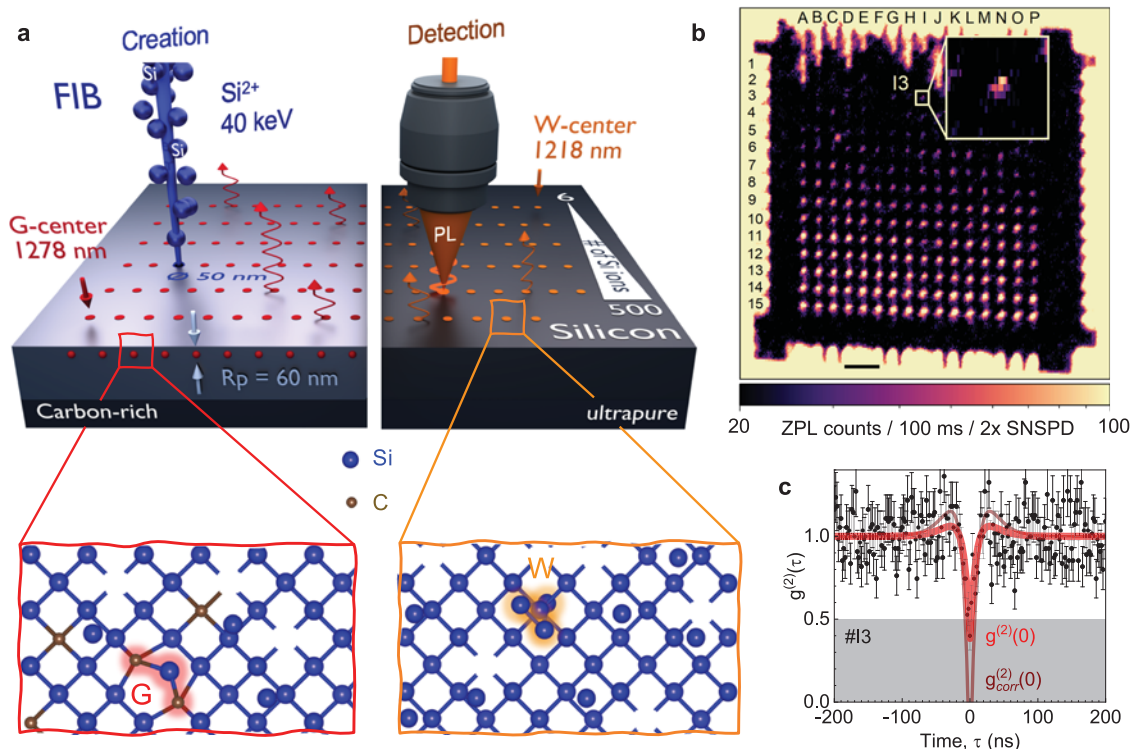 a
Creation
Detection
Si
FIB
Si²⁺
40 keV
Si
W-center
1218 nm
G-center
1278 nm
PL
6
# of Si ions
500
∅ 50 nm
Silicon
Rp = 60 nm
Carbon-rich
ultrapure
Si
C
G
W
b
A B C D E F G H I J K L M N O P
1
2
3
4
5
6
7
8
9
10
11
12
13
14
15
I3
20
ZPL counts / 100 ms / 2x SNSPD
100
c
g⁽²⁾(τ)
1.0
0.5
0.0
#I3
g⁽²⁾(0)
g⁽²⁾corr(0)
-200 -100 0 100 200
Time, τ (ns)